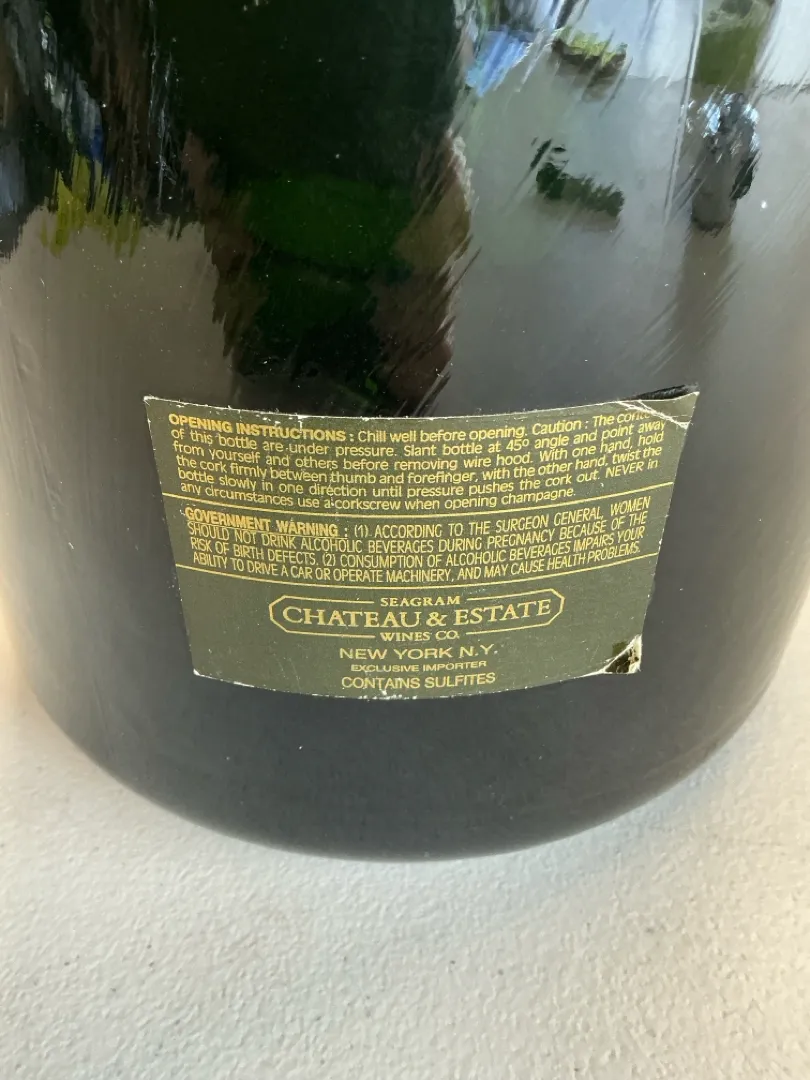 OPENING INSTRUCTIONS : Chill well before opening. Caution : The
of this bottle are under pressure. Slant bottle at 45º angle and point away
from yourself and others before removing wire hood. With one hand, hold
the cork firmly between thumb and forefinger, with the other hand, twist the
bottle slowly in one direction until pressure pushes the cork out. NEVER in
any circumstances use a corkscrew when opening champagne.
GOVERNMENT WARNING : (1) ACCORDING TO THE SURGEON GENERAL, WOMEN
SHOULD NOT DRINK ALCOHOLIC BEVERAGES DURING PREGNANCY BECAUSE OF THE
RISK OF BIRTH DEFECTS. (2) CONSUMPTION OF ALCOHOLIC BEVERAGES IMPAIRS YOUR
ABILITY TO DRIVE A CAR OR OPERATE MACHINERY, AND MAY CAUSE HEALTH PROBLEMS.
SEAGRAM
CHATEAU & ESTATE
WINES CO.
NEW YORK N.Y.
EXCLUSIVE IMPORTER
CONTAINS SULFITES